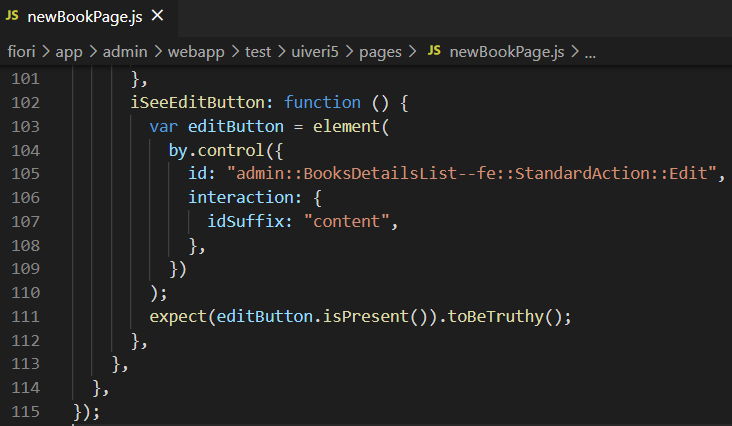 JS newBookPage.js ×
fiori > app > admin > webapp > test > uiveri5 > pages > JS newBookPage.js > ...
101 },
102 iSeeEditButton: function () {
103 var editButton = element(
104 by.control({
105 id: "admin::BooksDetailsList--fe::StandardAction::Edit",
106 interaction: {
107 idSuffix: "content",
108 },
109 })
110 );
111 expect(editButton.isPresent()).toBeTruthy();
112 },
113 },
114 },
115 });